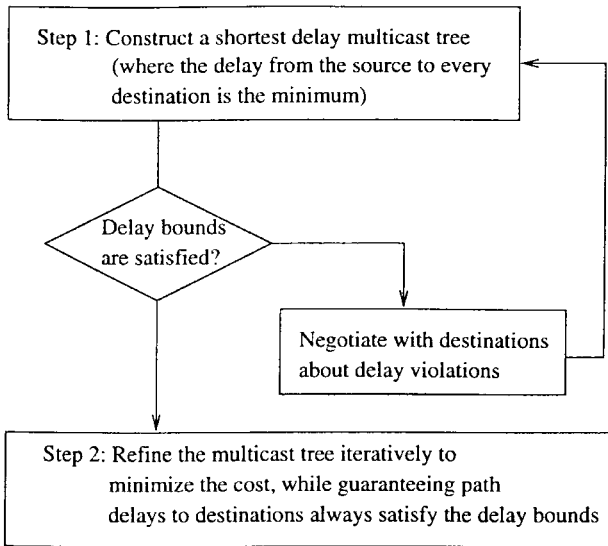 Step 1: Construct a shortest delay multicast tree
(where the delay from the source to every
destination is the minimum)
Delay bounds
are satisfied?
Negotiate with destinations
about delay violations
Step 2: Refine the multicast tree iteratively to
minimize the cost, while guaranteeing path
delays to destinations always satisfy the delay bounds